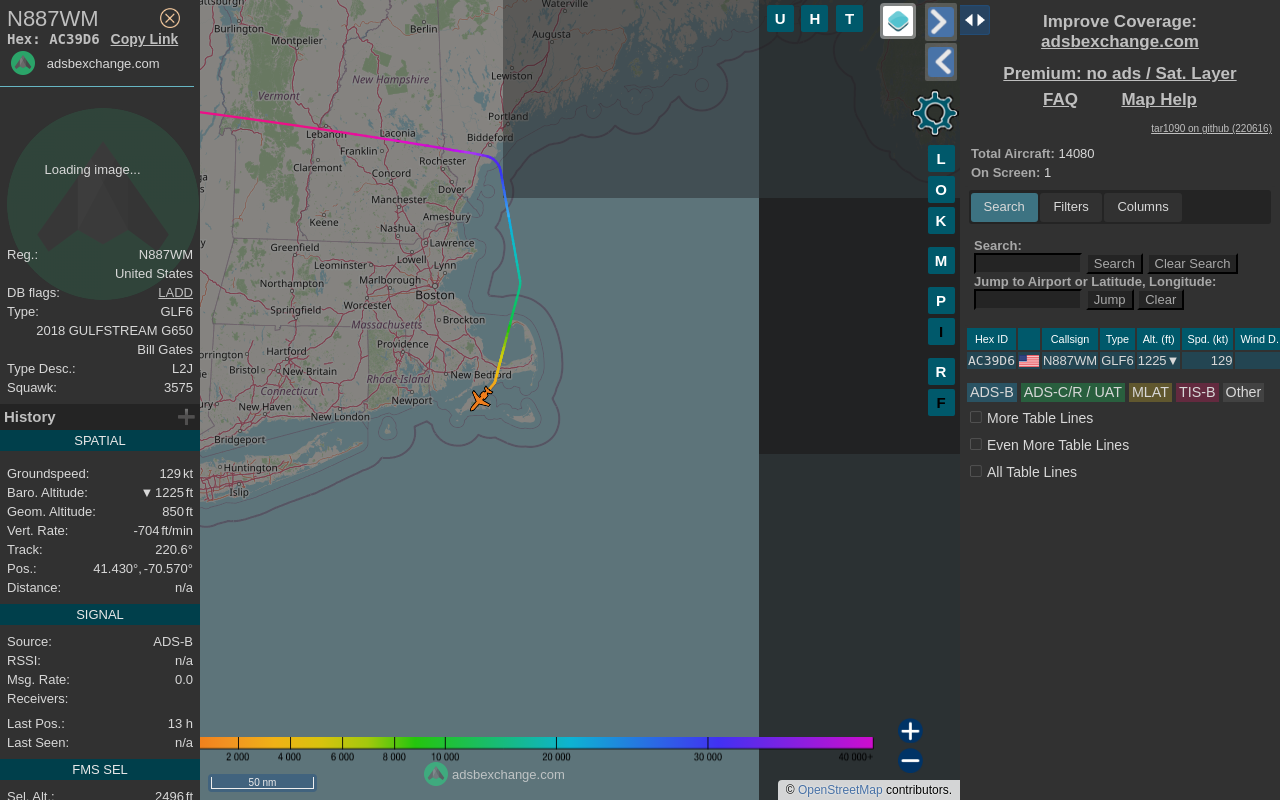 N887WM
Hex: AC39D6 Copy Link
adsbexchange.com
Loading image...
Reg.: N887WM
United States
DB flags: LADD
Type: GLF6
2018 GULFSTREAM G650
Bill Gates
Type Desc.: L2J
Squawk: 3575
History
SPATIAL
Groundspeed: 129 kt
Baro. Altitude: ▼ 1225 ft
Geom. Altitude: 850 ft
Vert. Rate: -704 ft/min
Track: 220.6°
Pos.: 41.430°, -70.570°
Distance: n/a
SIGNAL
Source: ADS-B
RSSI: n/a
Msg. Rate: 0.0
Receivers:
Last Pos.: 13 h
Last Seen: n/a
FMS SEL
Sel. Alt.: 2496 ft
Burlington
Montpelier
Berlin
Waterville
Augusta
Lewiston
New Hampshire
Vermont
Portland
Lebanon
Laconia
Biddeford
Franklin
Rochester
Claremont
Concord
Dover
Manchester
Amesbury
Keene
Nashua
Lawrence
Greenfield
Lowell
Leominster
Lynn
Northampton
Marlborough
Boston
Worcester
Springfield
Massachusetts
Brockton
Providence
Hartford
Bristol
New Britain
Rhode Island
New Bedford
Connecticut
Newport
New Haven
New London
Bridgeport
Huntington
Islip
2 000 4 000 6 000 8 000 10 000 20 000 30 000 40 000+
adsbexchange.com
50 nm
© OpenStreetMap contributors.
U H T
L
O
K
M
P
I
R
F
Improve Coverage:
adsbexchange.com
Premium: no ads / Sat. Layer
FAQ Map Help
tar1090 on github (220616)
Total Aircraft: 14080
On Screen: 1
Search Filters Columns
Search:
Search Clear Search
Jump to Airport or Latitude, Longitude:
Jump Clear
Hex ID Callsign Type Alt. (ft) Spd. (kt) Wind D.
AC39D6 N887WM GLF6 1225▼ 129
ADS-B ADS-C/R / UAT MLAT TIS-B Other
More Table Lines
Even More Table Lines
All Table Lines